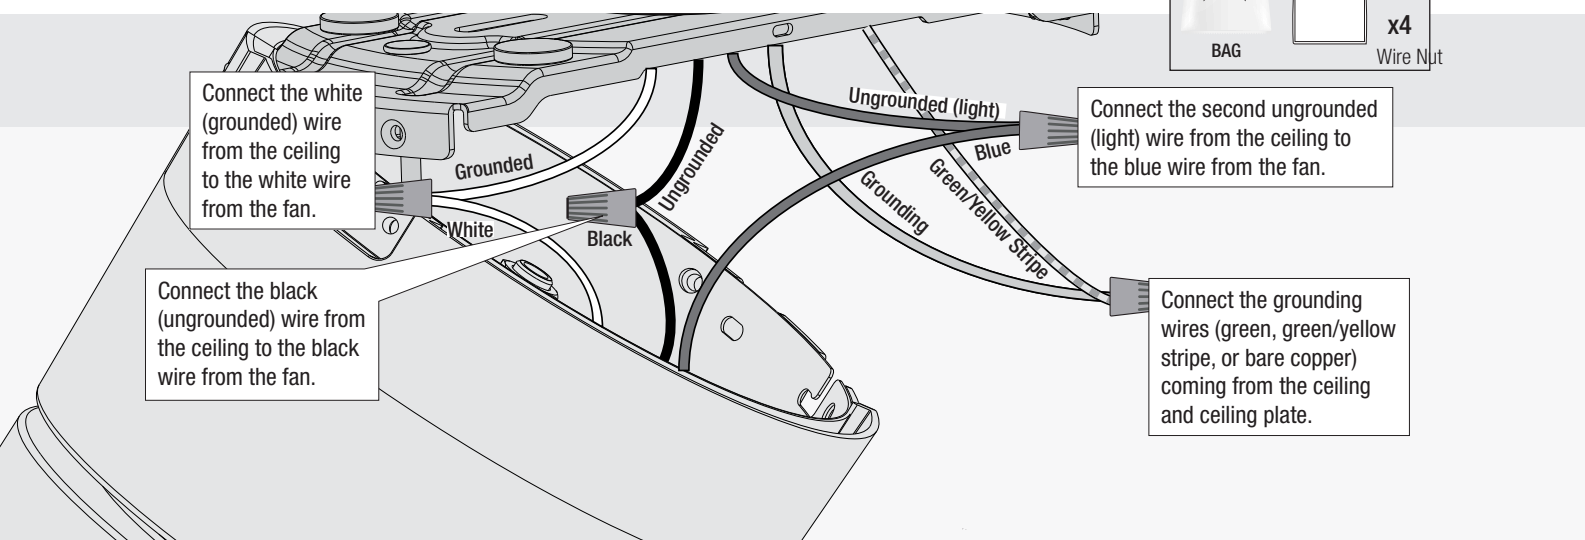 BAG
x4
Wire Nut
Connect the white
(grounded) wire
from the ceiling
to the white wire
from the fan.
Grounded
White
Ungrounded
Black
Ungrounded (light)
Blue
Grounding
Green/Yellow Stripe
Connect the second ungrounded
(light) wire from the ceiling to
the blue wire from the fan.
Connect the black
(ungrounded) wire from
the ceiling to the black
wire from the fan.
Connect the grounding
wires (green, green/yellow
stripe, or bare copper)
coming from the ceiling
and ceiling plate.